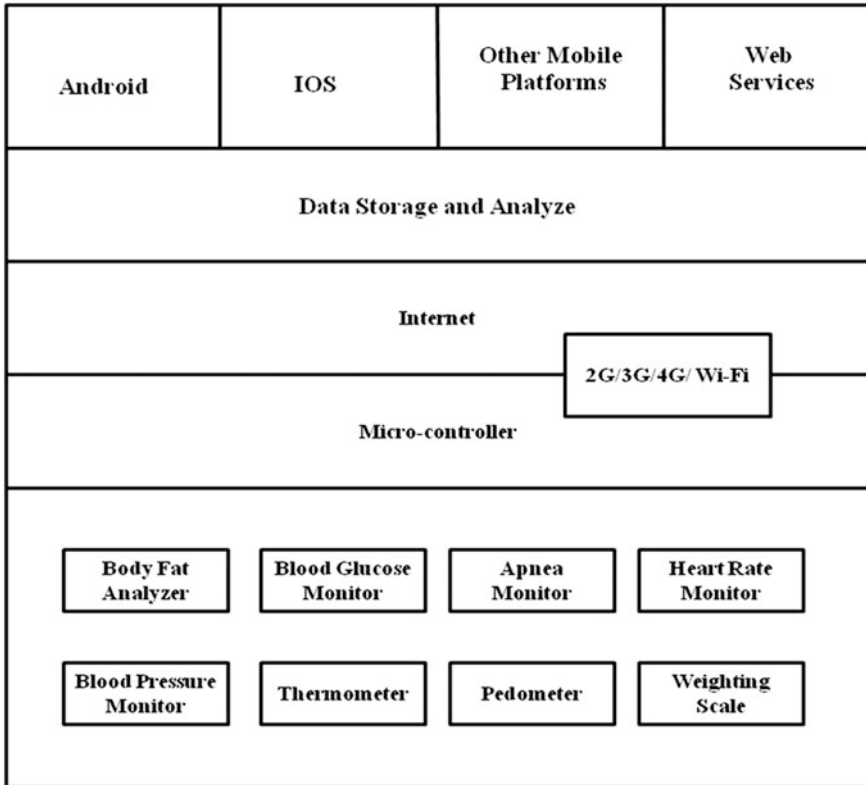 Android
IOS
Other Mobile
Platforms
Web
Services
Data Storage and Analyze
Internet
2G/3G/4G/ Wi-Fi
Micro-controller
Body Fat
Analyzer
Blood Glucose
Monitor
Apnea
Monitor
Heart Rate
Monitor
Blood Pressure
Monitor
Thermometer
Pedometer
Weighting
Scale